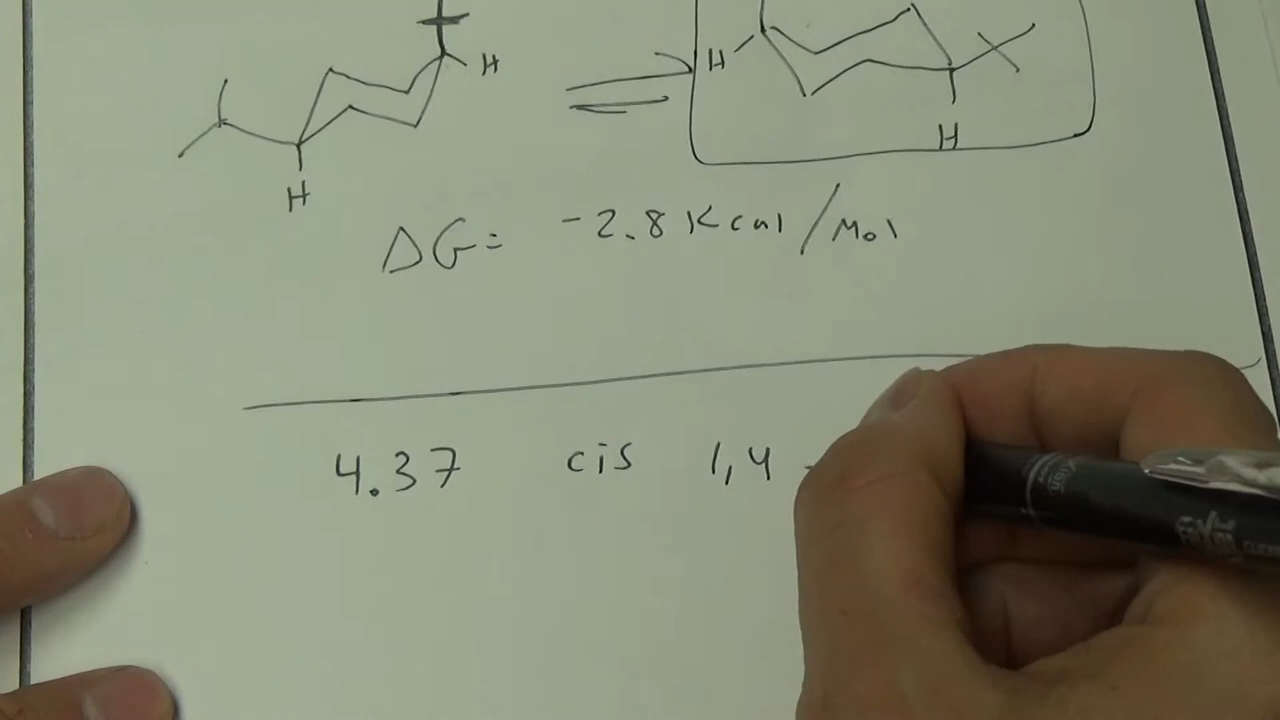 H
H
H
H
ΔG= -2.8 Kcal/Mol
4.37 cis 1,4 -